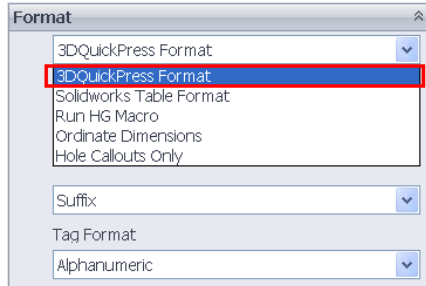 Format
3DQuickPress Format
3DQuickPress Format
Solidworks Table Format
Run HG Macro
Ordinate Dimensions
Hole Callouts Only
Suffix
Tag Format
Alphanumeric